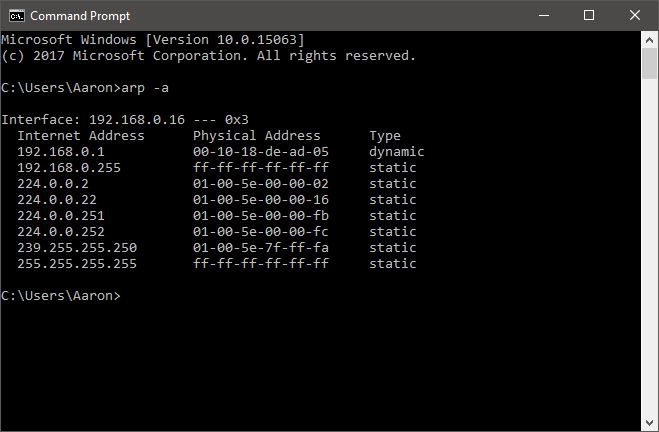 Command Prompt
Microsoft Windows [Version 10.0.15063]
(c) 2017 Microsoft Corporation. All rights reserved.
C:\Users\Aaron>arp -a
Interface: 192.168.0.16 --- 0x3
  Internet Address      Physical Address      Type
  192.168.0.1           00-10-18-de-ad-05     dynamic
  192.168.0.255         ff-ff-ff-ff-ff-ff     static
  224.0.0.2             01-00-5e-00-00-02     static
  224.0.0.22            01-00-5e-00-00-16     static
  224.0.0.251           01-00-5e-00-00-fb     static
  224.0.0.252           01-00-5e-00-00-fc     static
  239.255.255.250       01-00-5e-7f-ff-fa     static
  255.255.255.255       ff-ff-ff-ff-ff-ff     static
C:\Users\Aaron>